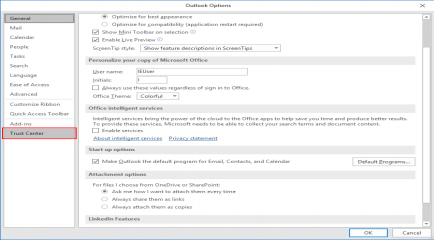 Outlook Options
General
Mail
Calendar
People
Tasks
Search
Language
Ease of Access
Advanced
Customize Ribbon
Quick Access Toolbar
Add-ins
Trust Center
Optimize for best appearance
Optimize for compatibility (application restart required)
Show Mini Toolbar on selection
Enable Live Preview
ScreenTip style: Show feature descriptions in ScreenTips
Personalize your copy of Microsoft Office
User name: IEUser
Initials: I
Always use these values regardless of sign in to Office.
Office Theme: Colorful
Office intelligent services
Intelligent services bring the power of the cloud to the Office apps to help save you time and produce better results.
To provide these services, Microsoft needs to be able to collect your search terms and document content.
Enable services
About intelligent services Privacy statement
Start up options
Make Outlook the default program for Email, Contacts, and Calendar Default Programs...
Attachment options
For files I choose from OneDrive or SharePoint:
Ask me how I want to attach them every time
Always share them as links
Always attach them as copies
LinkedIn Features
OK Cancel